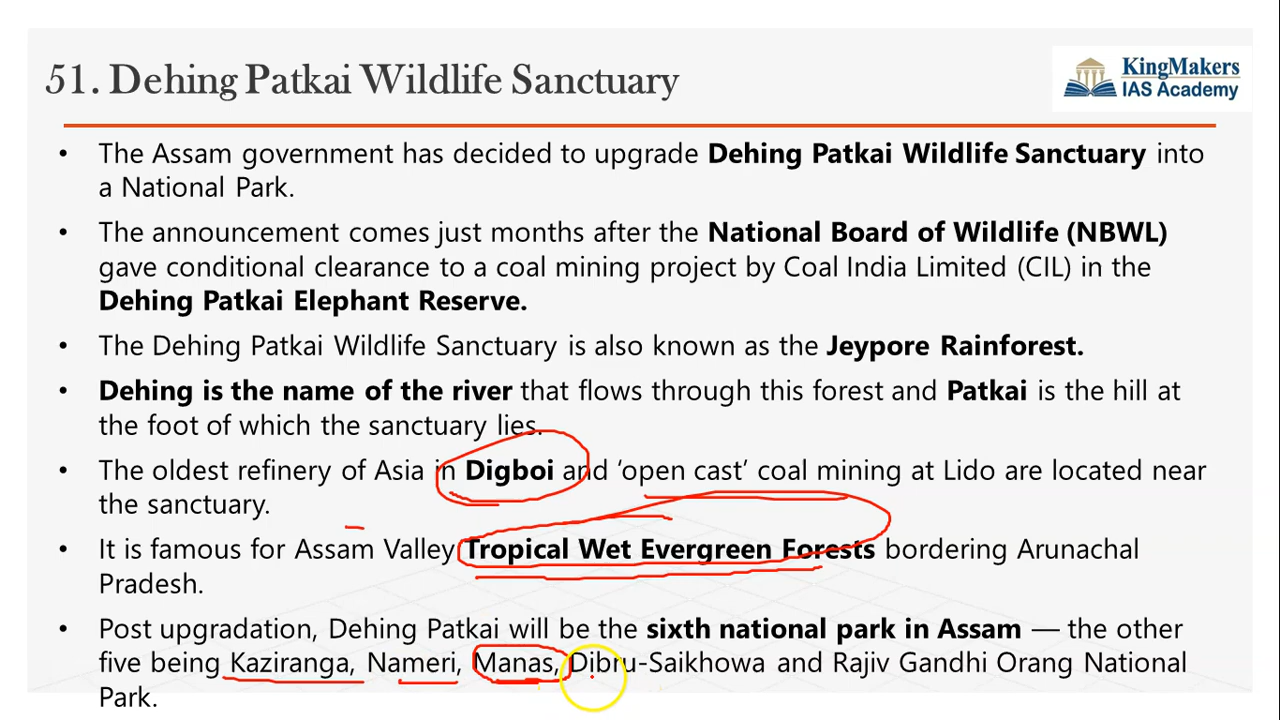 51. Dehing Patkai Wildlife Sanctuary
KingMakers
IAS Academy
• The Assam government has decided to upgrade Dehing Patkai Wildlife Sanctuary into
a National Park.
• The announcement comes just months after the National Board of Wildlife (NBWL)
gave conditional clearance to a coal mining project by Coal India Limited (CIL) in the
Dehing Patkai Elephant Reserve.
• The Dehing Patkai Wildlife Sanctuary is also known as the Jeypore Rainforest.
• Dehing is the name of the river that flows through this forest and Patkai is the hill at
the foot of which the sanctuary lies.
• The oldest refinery of Asia in Digboi and ‘open cast’ coal mining at Lido are located near
the sanctuary.
• It is famous for Assam Valley Tropical Wet Evergreen Forests bordering Arunachal
Pradesh.
• Post upgradation, Dehing Patkai will be the sixth national park in Assam — the other
five being Kaziranga, Nameri, Manas, Dibru-Saikhowa and Rajiv Gandhi Orang National
Park.